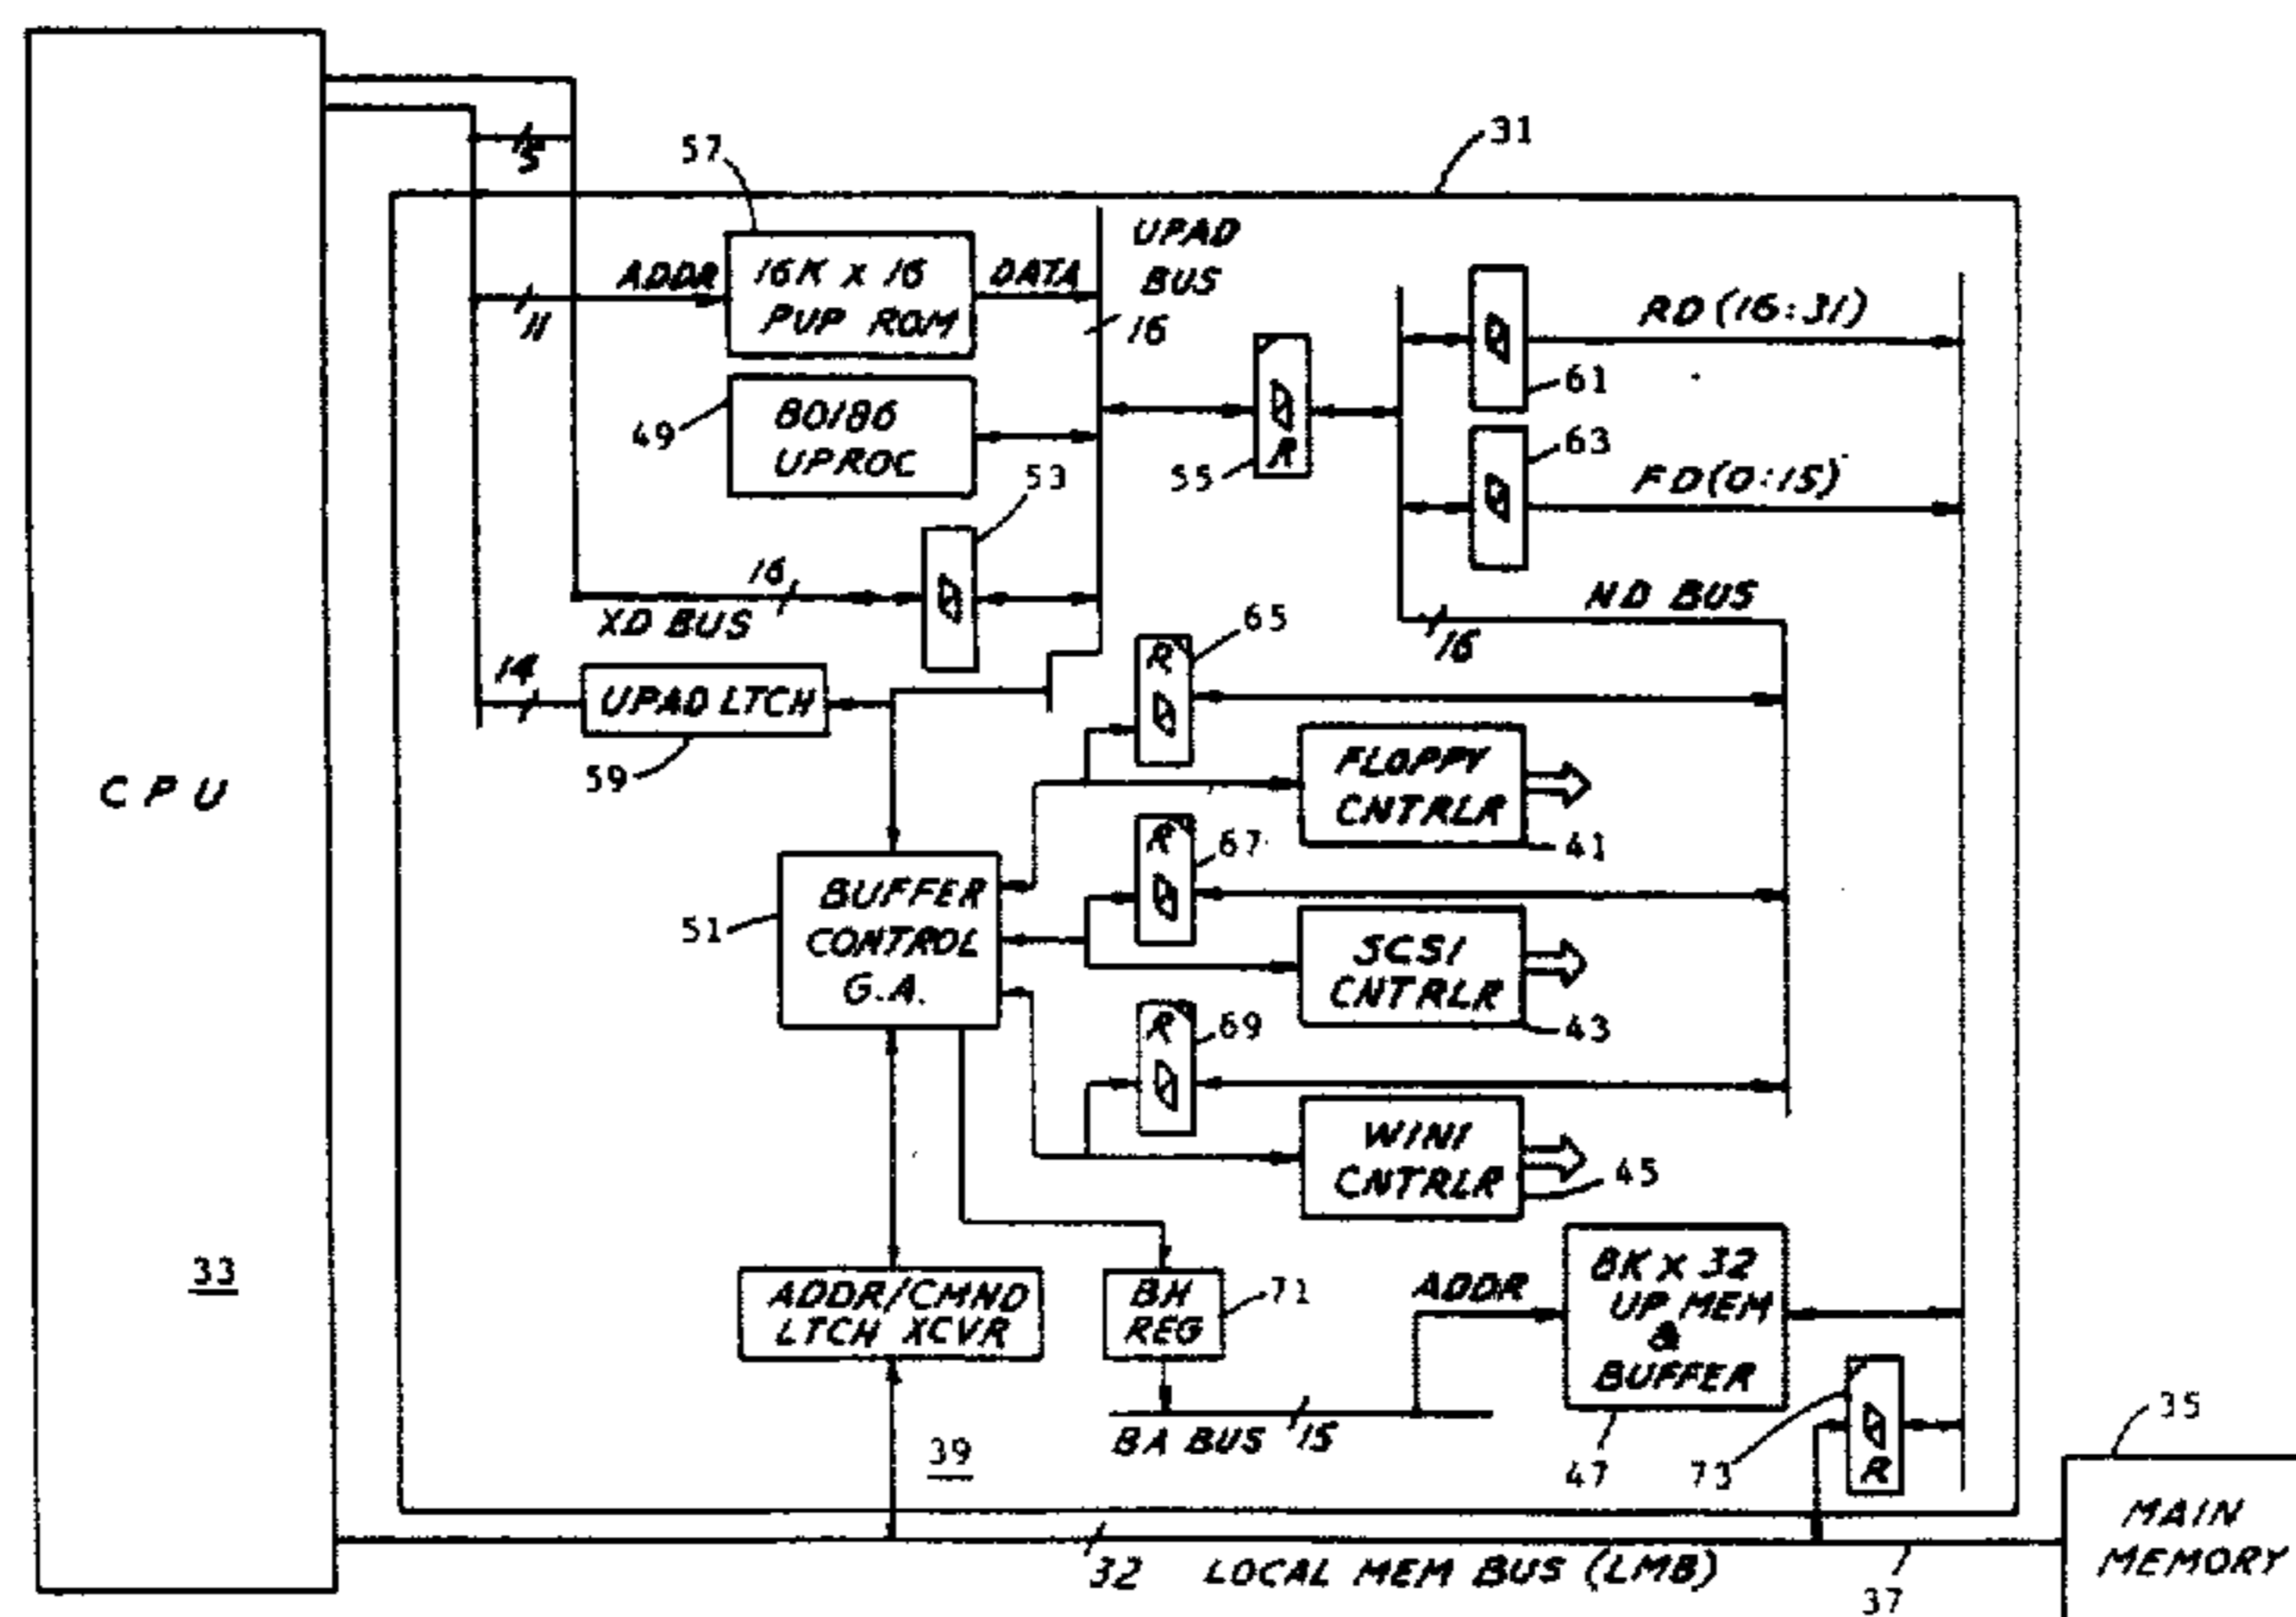 31
5
57
UPAD
BUS
16
ADDR
16K x 16
PUP ROM
DATA
11
RD (16:31)
61
49
80186
UPROC
55
R
63
FD(0:15)
53
16
XD BUS
ND BUS
16
65
R
14
UPAD LTCH
59
FLOPPY
CNTRLR
41
CPU
R
67
51
BUFFER
CONTROL
G.A.
SCSI
CNTRLR
43
R
69
WINI
CNTRLR
45
33
ADDR/CMND
LTCH XCVR
BH
REG
71
ADDR
8K x 32
UP MEM
&
BUFFER
BA BUS
15
39
47
73
R
35
MAIN
MEMORY
32
LOCAL MEM BUS (LMB)
37